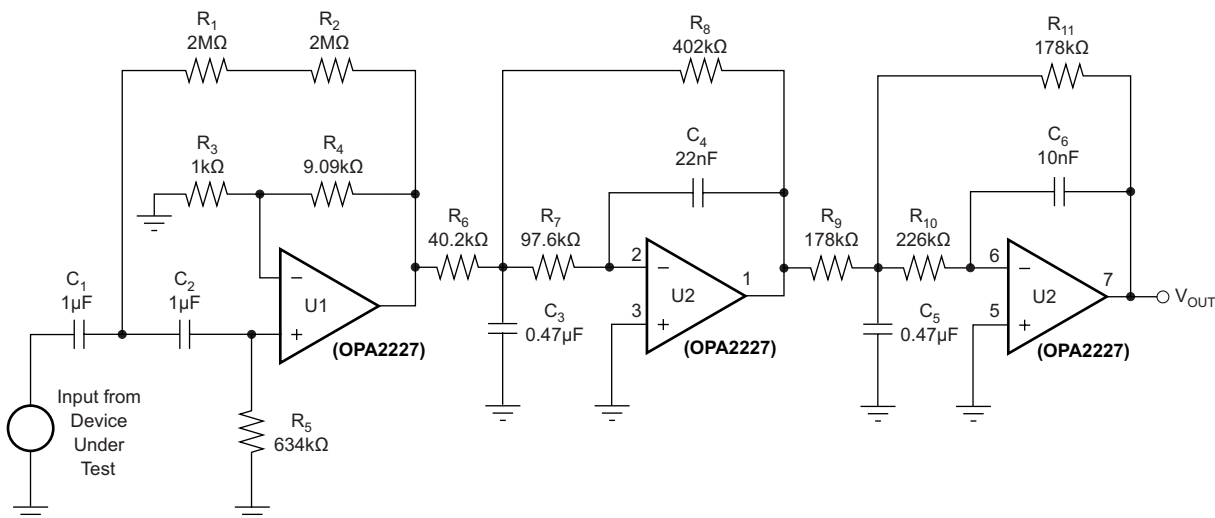 R1
2MΩ
R2
2MΩ
R8
402kΩ
R11
178kΩ
R3
1kΩ
R4
9.09kΩ
C4
22nF
C6
10nF
R6
40.2kΩ
R7
97.6kΩ
R9
178kΩ
R10
226kΩ
C1
1µF
C2
1µF
−
+
U1
(OPA2227)
2
3
−
+
U2
1
(OPA2227)
6
5
−
+
U2
7
(OPA2227)
VOUT
C3
0.47µF
C5
0.47µF
Input from
Device
Under
Test
R5
634kΩ